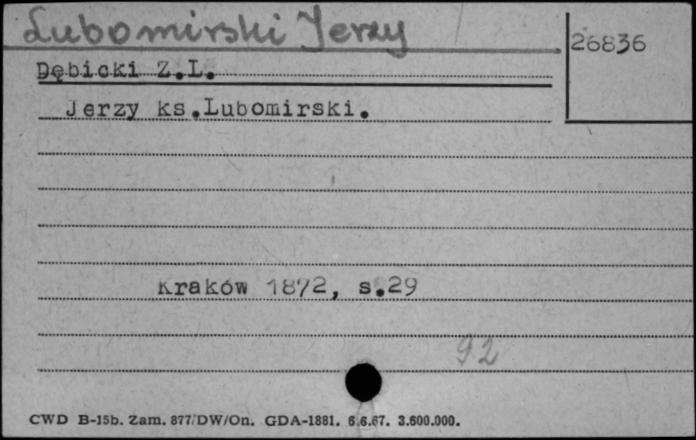 Lubomirski Jerzy
26836
Dębicki Z.L.
Jerzy ks.Lubomirski.
Kraków 1872, s.29
92
CWD B-15b. Zam. 877/DW/On. GDA-1881. 6.6.67. 3.600.000.